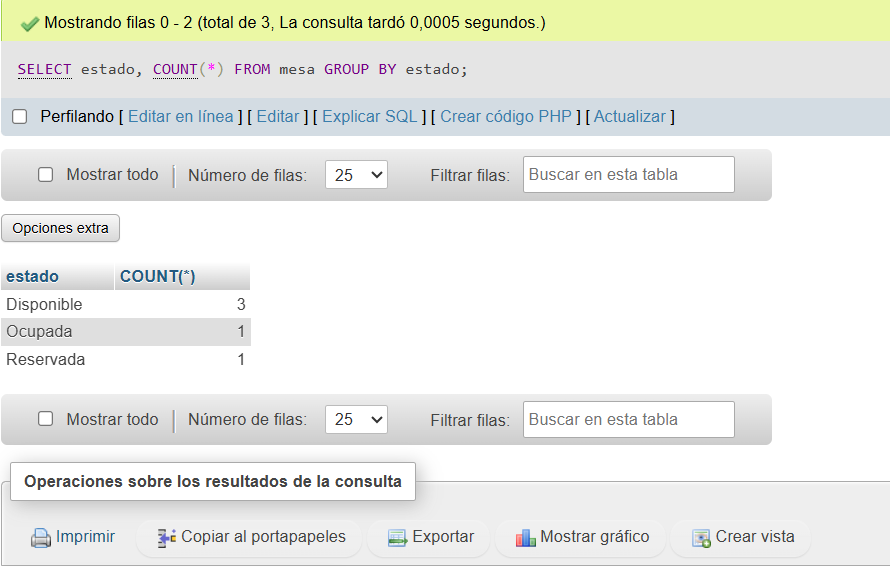 Mostrando filas 0 - 2 (total de 3, La consulta tardó 0,0005 segundos.)
SELECT estado, COUNT(*) FROM mesa GROUP BY estado;
Perfilando [ Editar en línea ] [ Editar ] [ Explicar SQL ] [ Crear código PHP ] [ Actualizar ]
Mostrar todo | Número de filas: 25 Filtrar filas: Buscar en esta tabla
Opciones extra
estado COUNT(*)
Disponible 3
Ocupada 1
Reservada 1
Mostrar todo | Número de filas: 25 Filtrar filas: Buscar en esta tabla
Operaciones sobre los resultados de la consulta
Imprimir Copiar al portapapeles Exportar Mostrar gráfico Crear vista